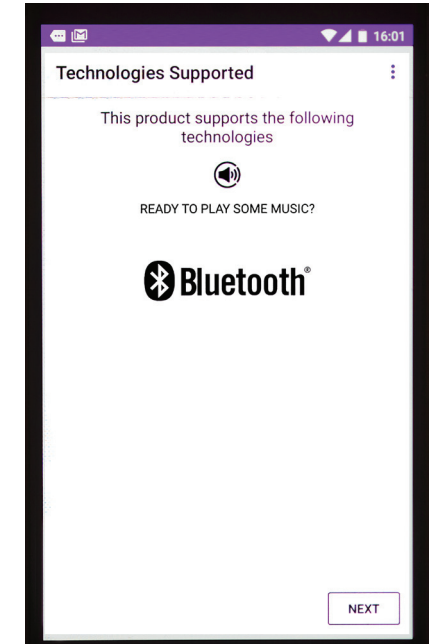 16:01
Technologies Supported
This product supports the following
technologies
READY TO PLAY SOME MUSIC?
Bluetooth®
NEXT